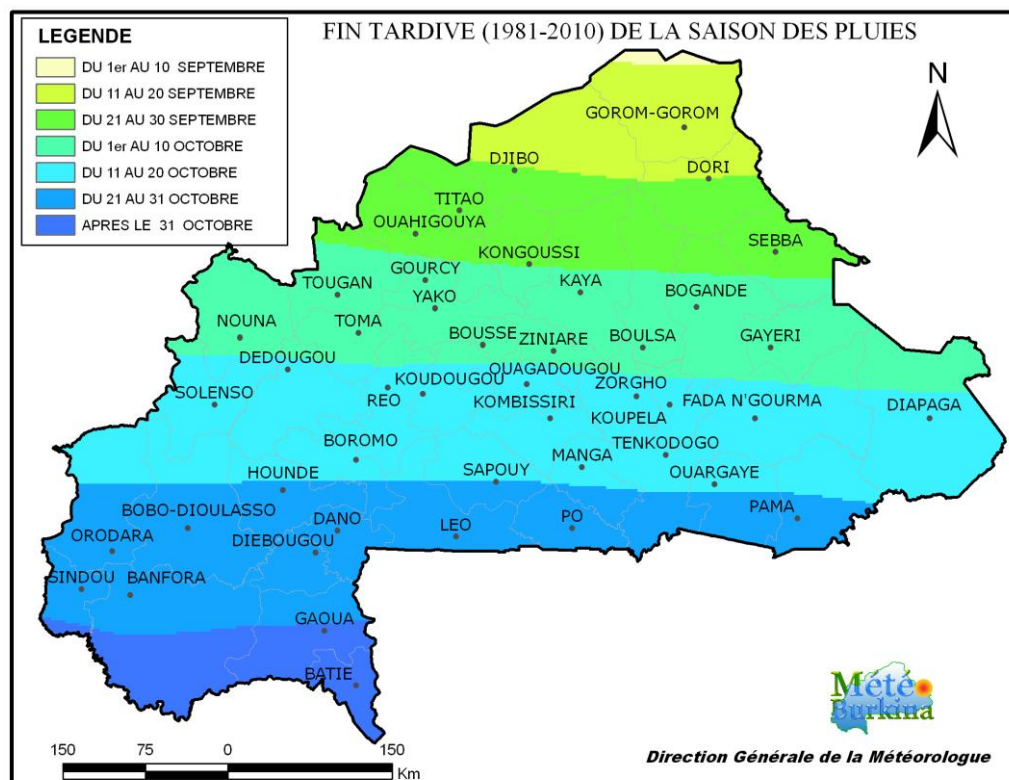 FIN TARDIVE (1981-2010) DE LA SAISON DES PLUIES
LEGENDE
DU 1er AU 10 SEPTEMBRE
DU 11 AU 20 SEPTEMBRE
DU 21 AU 30 SEPTEMBRE
DU 1er AU 10 OCTOBRE
DU 11 AU 20 OCTOBRE
DU 21 AU 31 OCTOBRE
APRES LE 31 OCTOBRE
N
GOROM-GOROM
DJIBO
DORI
TITAO
OUAHIGOUYA
SEBBA
KONGOUSSI
GOURCY
TOUGAN
KAYA
YAKO
BOGANDE
NOUNA
TOMA
BOUSSE
ZINIARE
BOULSA
GAYERI
DEDOUGOU
OUAGADOUGOU
KOUDOUGOU
ZORGHO
SOLENSO
REO
KOMBISSIRI
KOUPELA
FADA N'GOURMA
DIAPAGA
BOROMO
TENKODOGO
MANGA
HOUNDE
SAPOUY
OUARGAYE
BOBO-DIOULASSO
DANO
LEO
PO
PAMA
ORODARA
DIEBOUGOU
SINDOU
BANFORA
GAOUA
BATIE
Météo
Burkina
Direction Générale de la Météorologue
150 75 0 150
Km